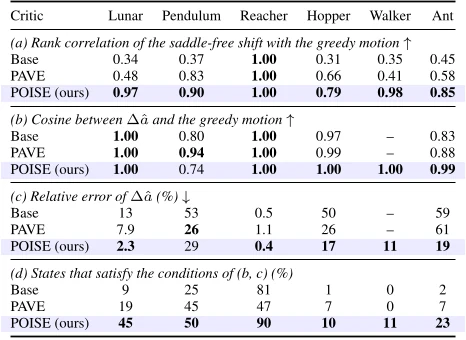 Critic Lunar Pendulum Reacher Hopper Walker Ant
(a) Rank correlation of the saddle-free shift with the greedy motion ↑
Base 0.34 0.37 1.00 0.31 0.35 0.45
PAVE 0.48 0.83 1.00 0.66 0.41 0.58
POISE (ours) 0.97 0.90 1.00 0.79 0.98 0.85
(b) Cosine between Δâ and the greedy motion ↑
Base 1.00 0.80 1.00 0.97 – 0.83
PAVE 1.00 0.94 1.00 0.99 – 0.88
POISE (ours) 1.00 0.74 1.00 1.00 1.00 0.99
(c) Relative error of Δâ (%) ↓
Base 13 53 0.5 50 – 59
PAVE 7.9 26 1.1 26 – 61
POISE (ours) 2.3 29 0.4 17 11 19
(d) States that satisfy the conditions of (b, c) (%)
Base 9 25 81 1 0 2
PAVE 19 45 47 7 0 7
POISE (ours) 45 50 90 10 11 23